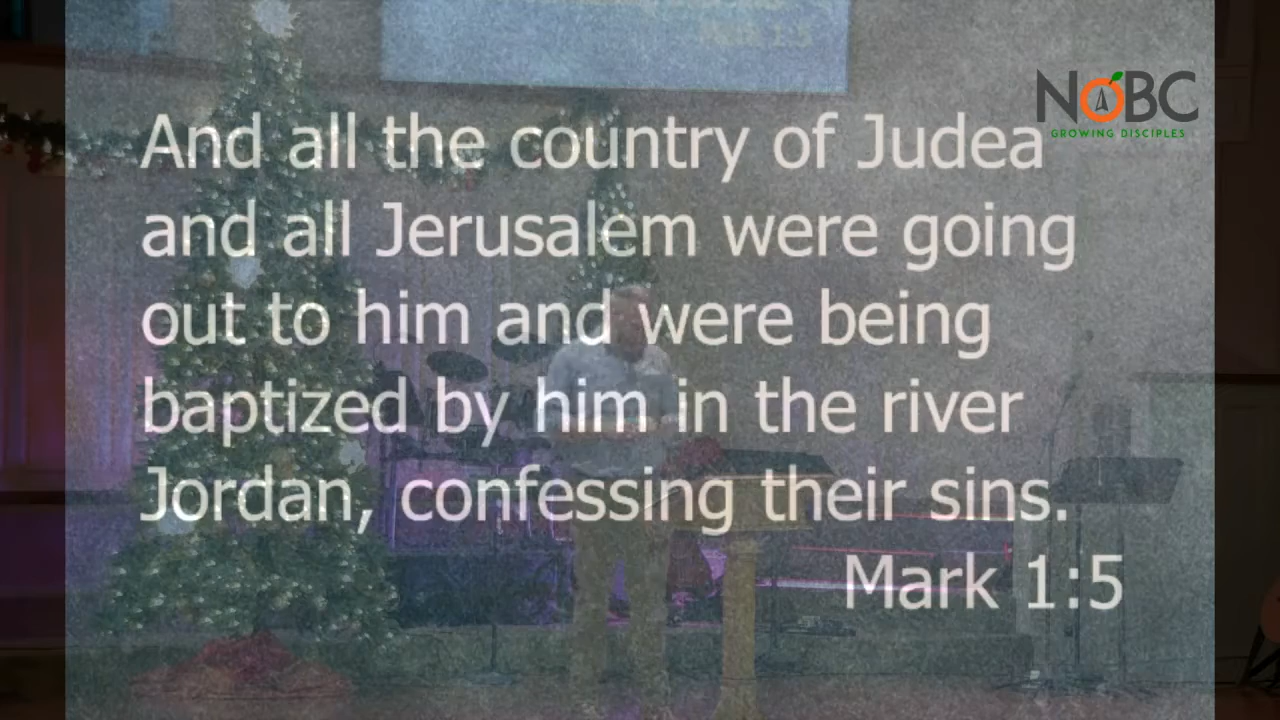 NOBC
GROWING DISCIPLES
And all the country of Judea
and all Jerusalem were going
out to him and were being
baptized by him in the river
Jordan, confessing their sins.
Mark 1:5